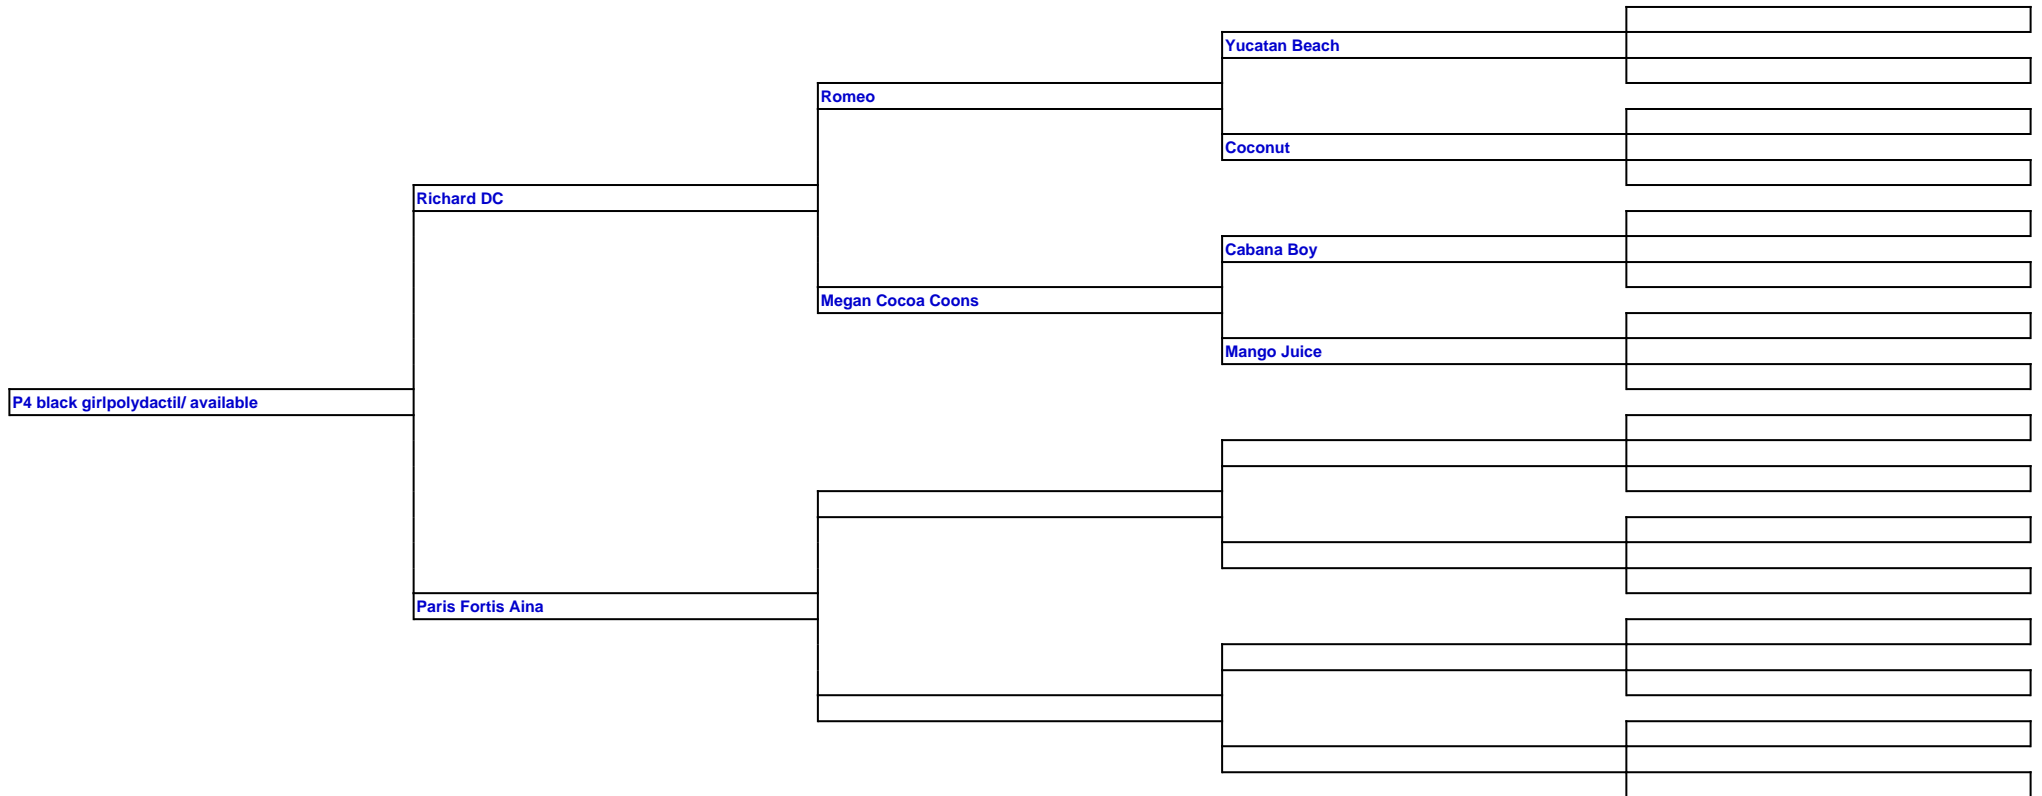 Yucatan Beach
Romeo
Coconut
Richard DC
Cabana Boy
Megan Cocoa Coons
Mango Juice
P4 black girlpolydactil/ available
Paris Fortis Aina